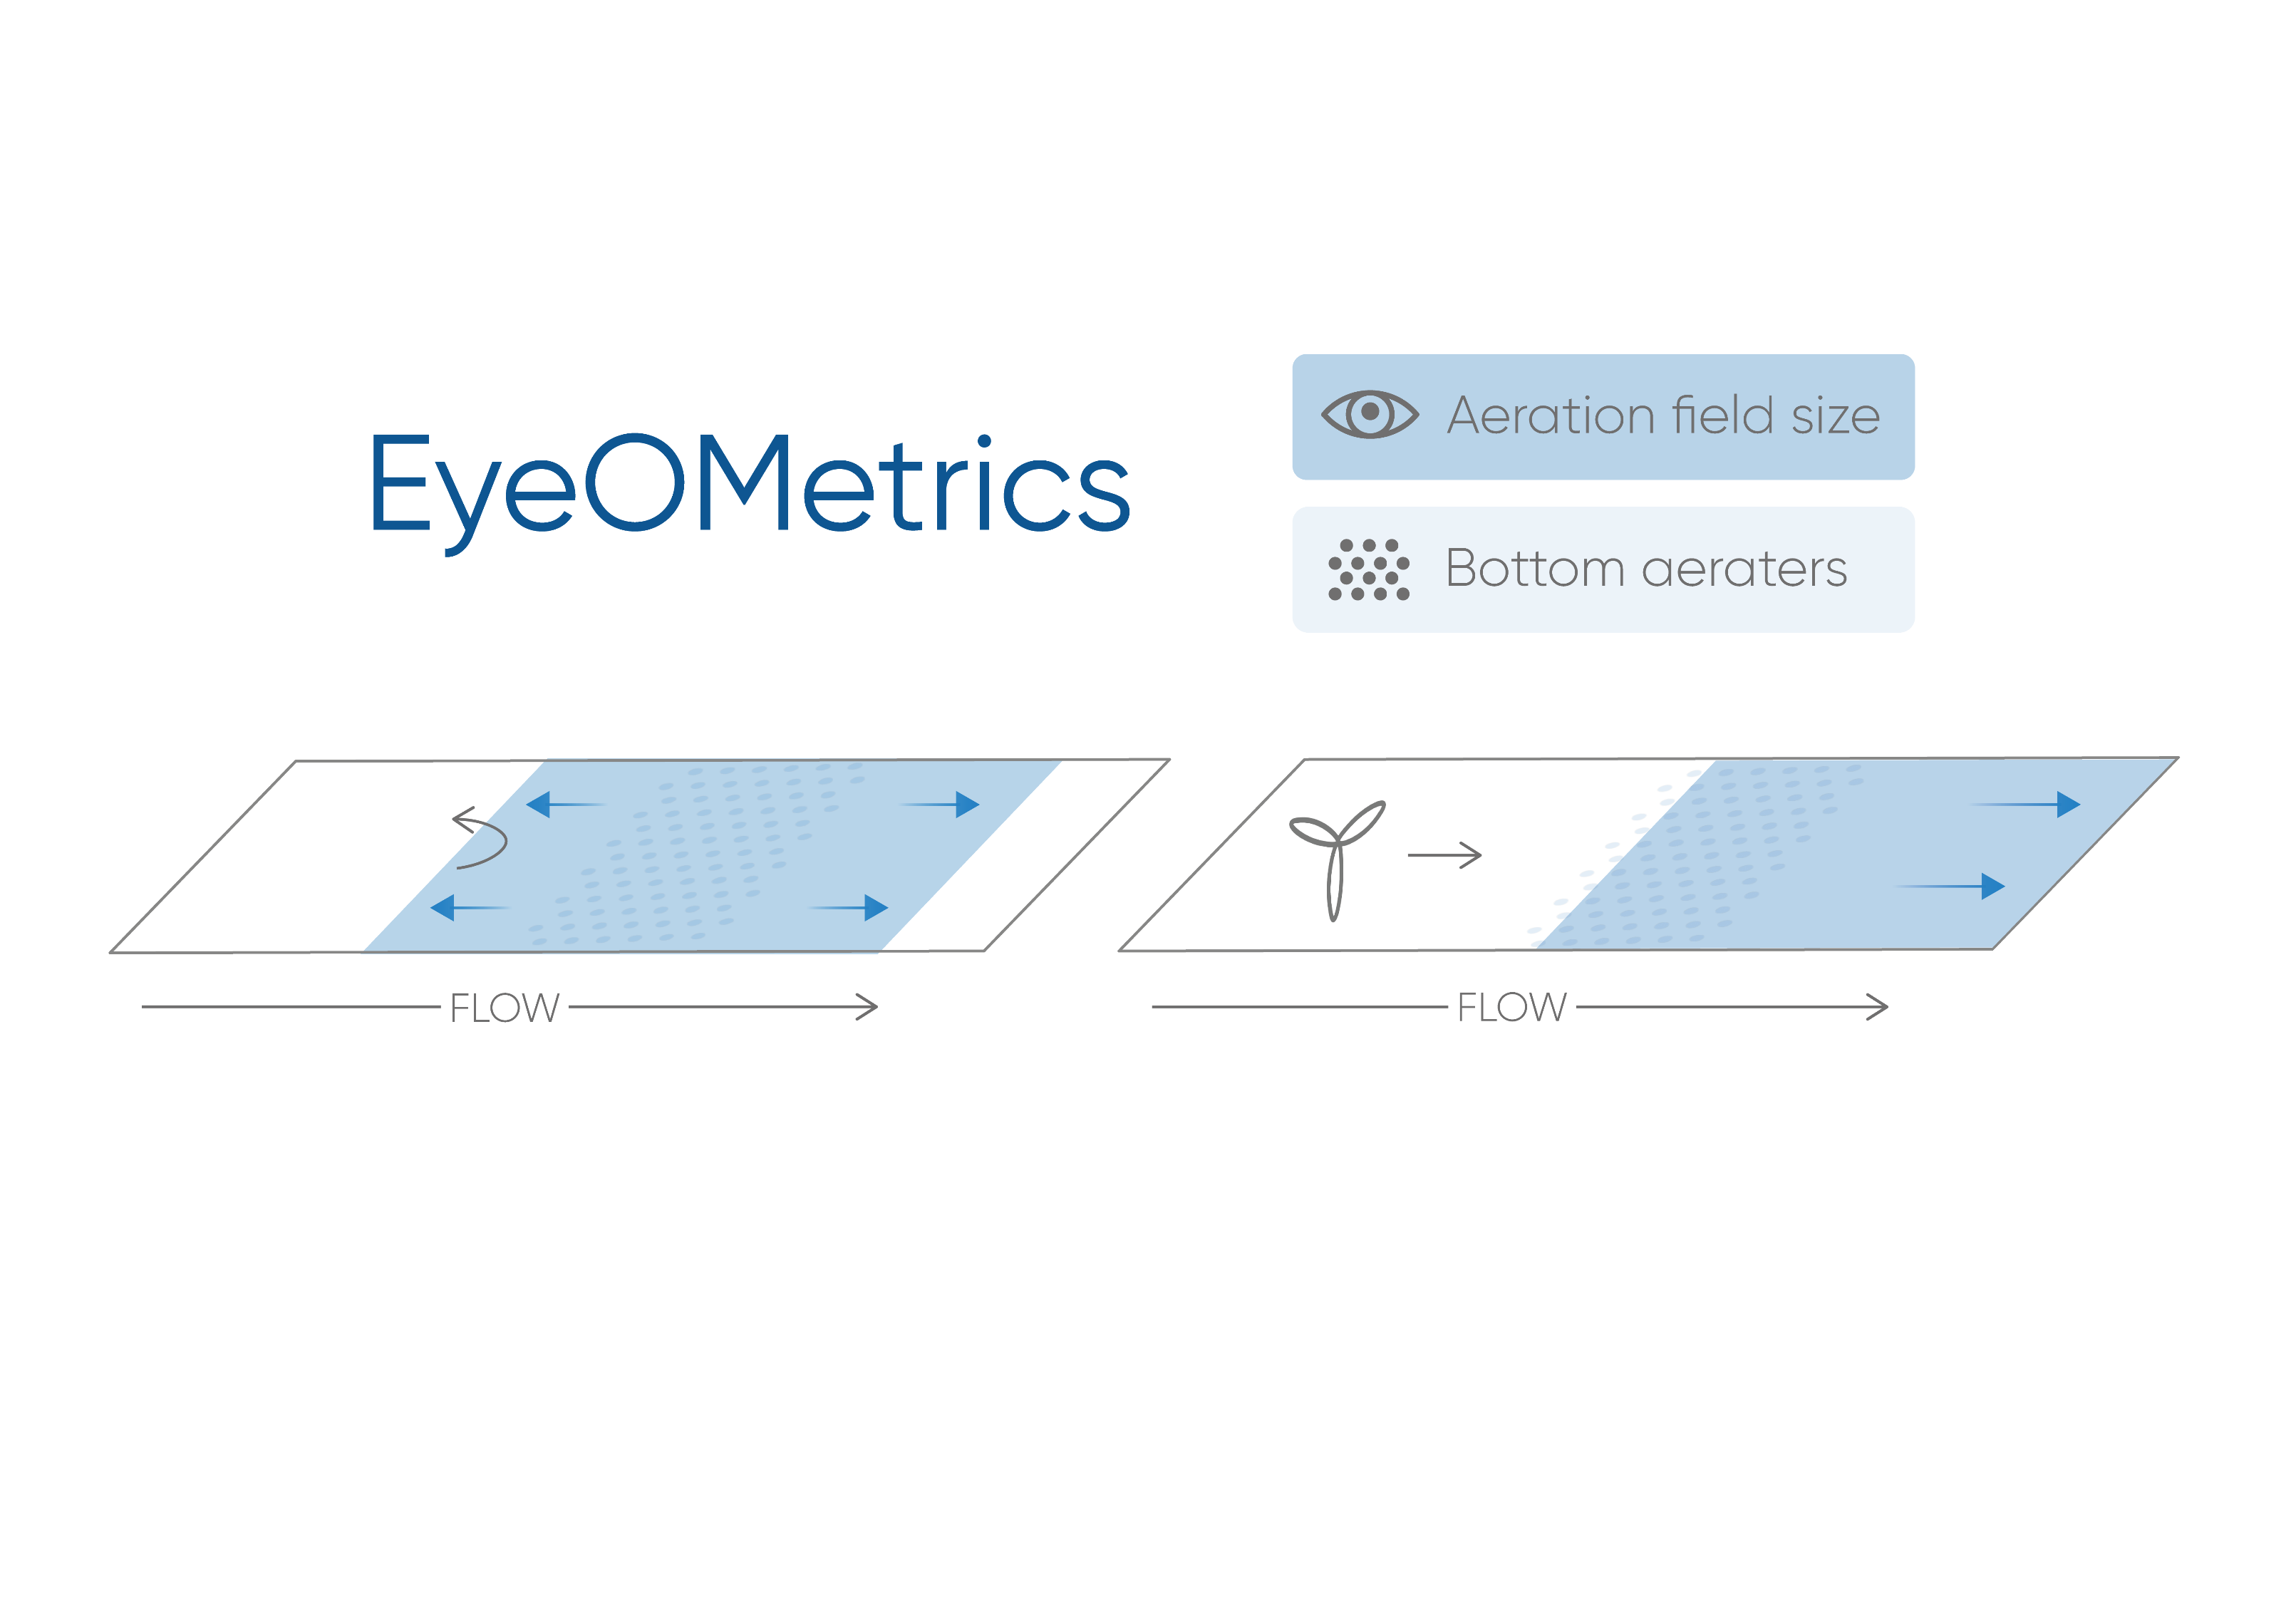 EyeOMetrics
Aeration field size
Bottom aeraters
FLOW
FLOW